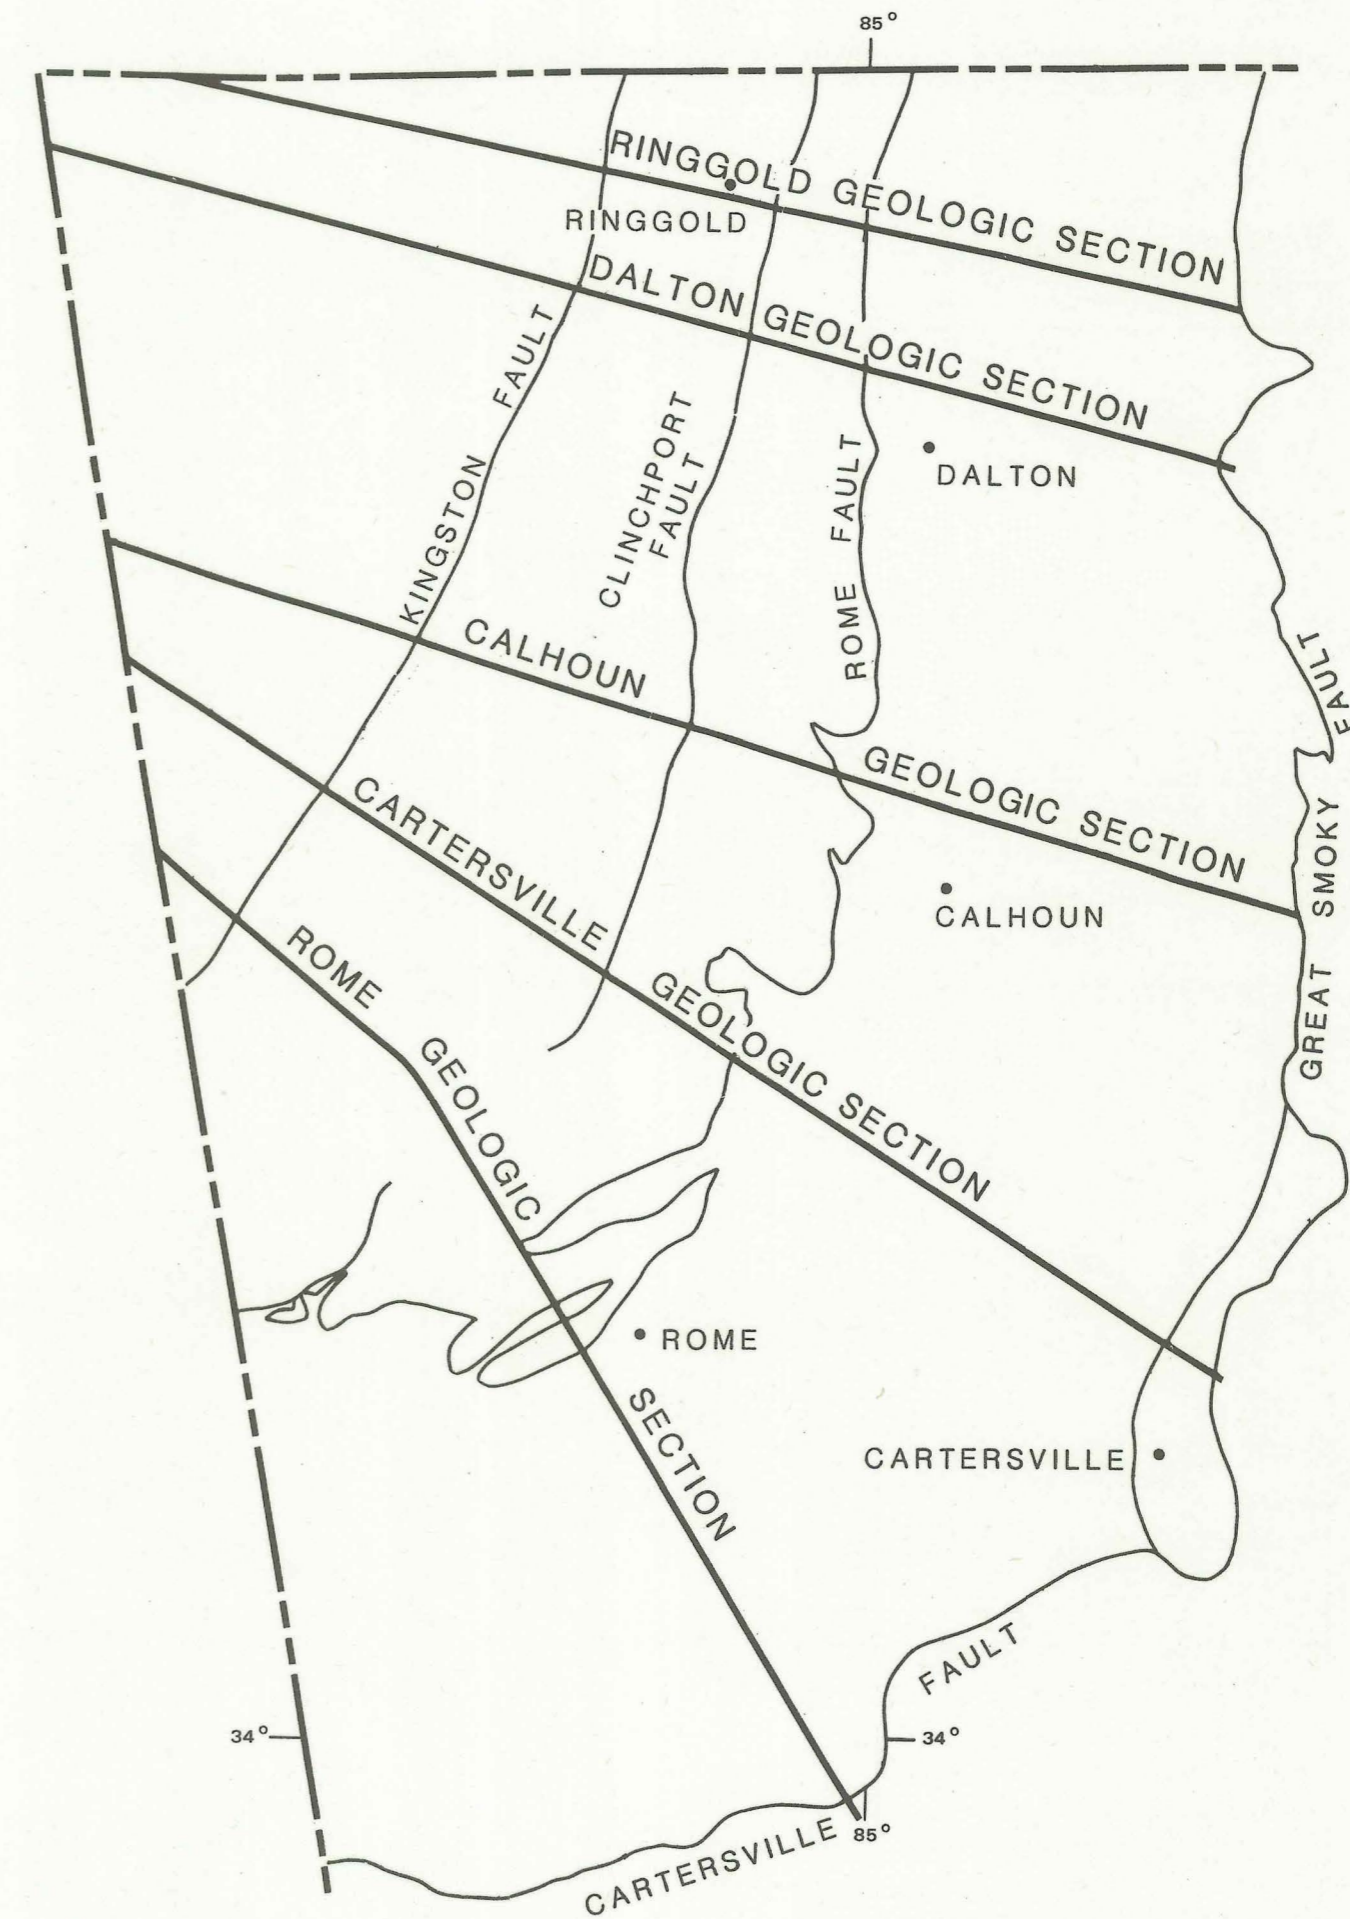 85°
RINGGOLD GEOLOGIC SECTION
RINGGOLD
DALTON GEOLOGIC SECTION
KINGSTON FAULT
CLINCHPORT
FAULT
ROME FAULT
DALTON
CALHOUN GEOLOGIC SECTION
GREAT SMOKY FAULT
CARTERSVILLE GEOLOGIC SECTION
CALHOUN
ROME GEOLOGIC SECTION
ROME
CARTERSVILLE
34°
34°
85°
CARTERSVILLE FAULT